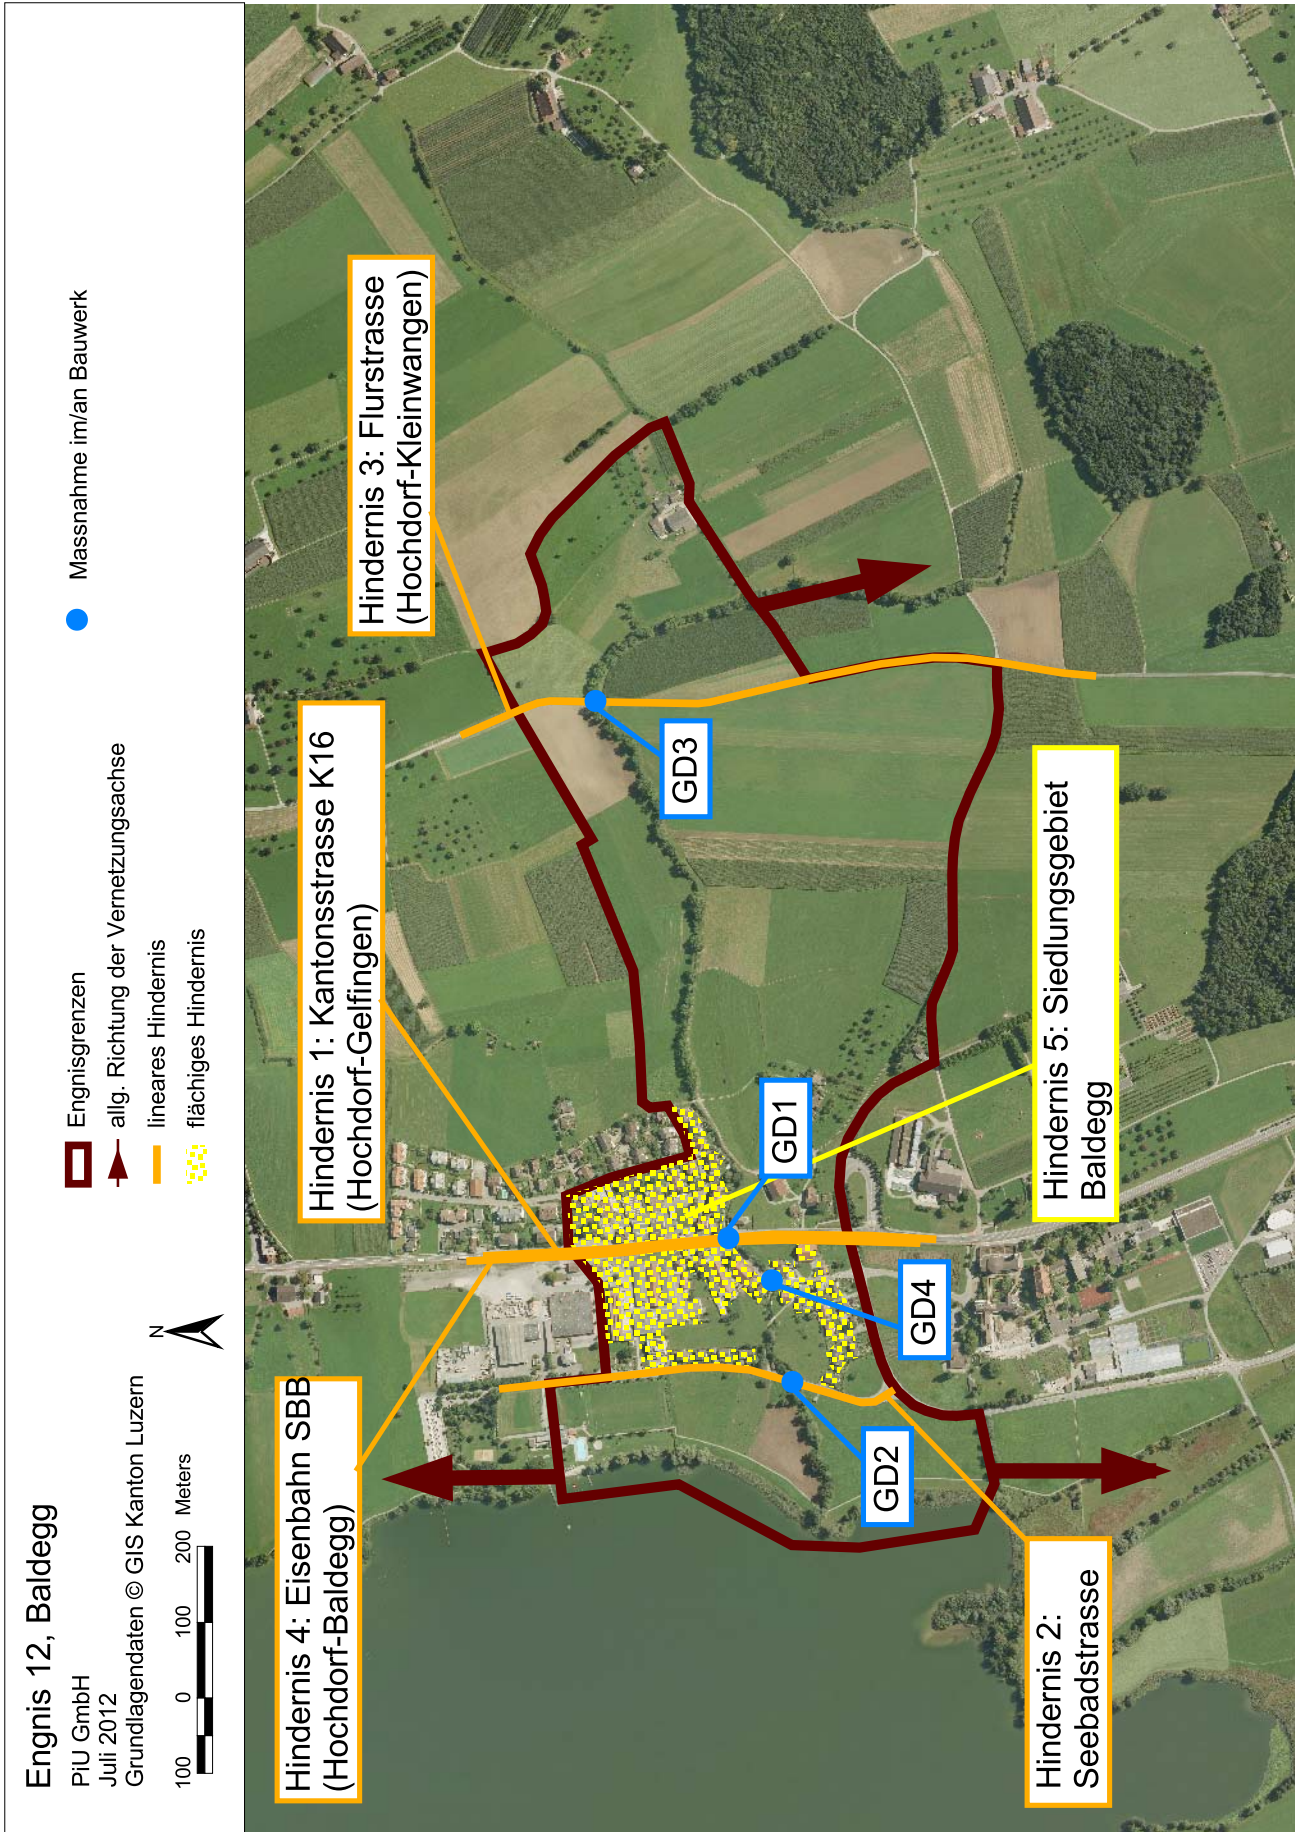 Engnis 12, Baldegg
PiU GmbH
Juli 2012
Grundlagendaten © GIS Kanton Luzern
100 0 100 200 Meters
N
Engnisgrenzen
allg. Richtung der Vernetzungsachse
lineares Hindernis
flächiges Hindernis
Massnahme im/an Bauwerk
Hindernis 4: Eisenbahn SBB
(Hochdorf-Baldegg)
Hindernis 1: Kantonsstrasse K16
(Hochdorf-Gelfingen)
Hindernis 3: Flurstrasse
(Hochdorf-Kleinwangen)
GD3
GD1
GD4
GD2
Hindernis 2:
Seebadstrasse
Hindernis 5: Siedlungsgebiet
Baldegg